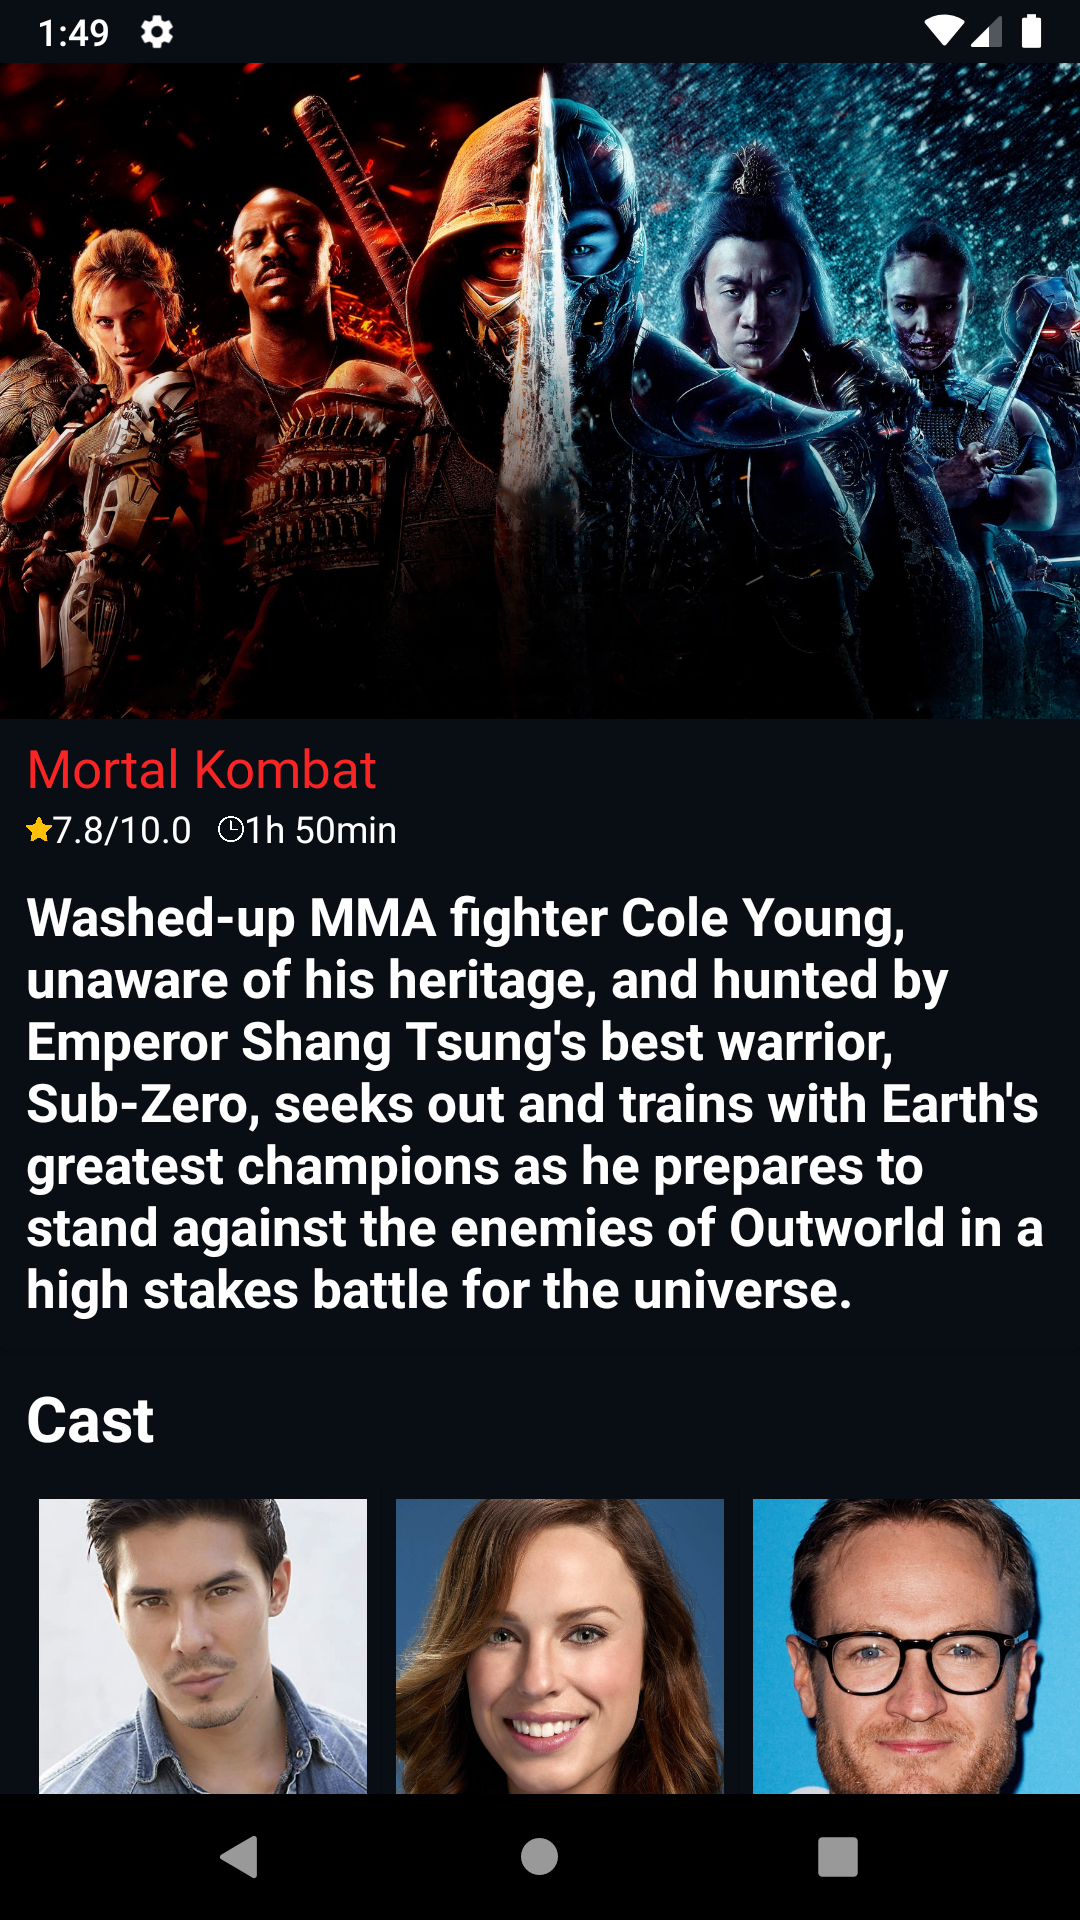 1:49
Mortal Kombat
7.8/10.0 1h 50min
Washed-up MMA fighter Cole Young,
unaware of his heritage, and hunted by
Emperor Shang Tsung's best warrior,
Sub-Zero, seeks out and trains with Earth's
greatest champions as he prepares to
stand against the enemies of Outworld in a
high stakes battle for the universe.
Cast